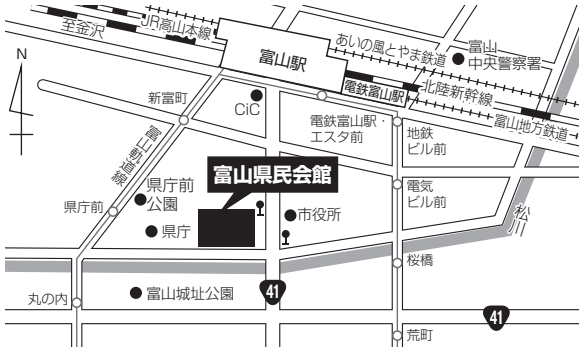 JR高山本線
至金沢
富山駅
あいの風とやま鉄道
富山
中央警察署
N
電鉄富山駅
北陸新幹線
富山地方鉄道
新富町
CiC
電鉄富山駅・
エスタ前
地鉄
ビル前
富山軌道線
富山県民会館
県庁前
公園
県庁前
県庁
市役所
電気
ビル前
松川
桜橋
丸の内
富山城址公園
41
41
荒町